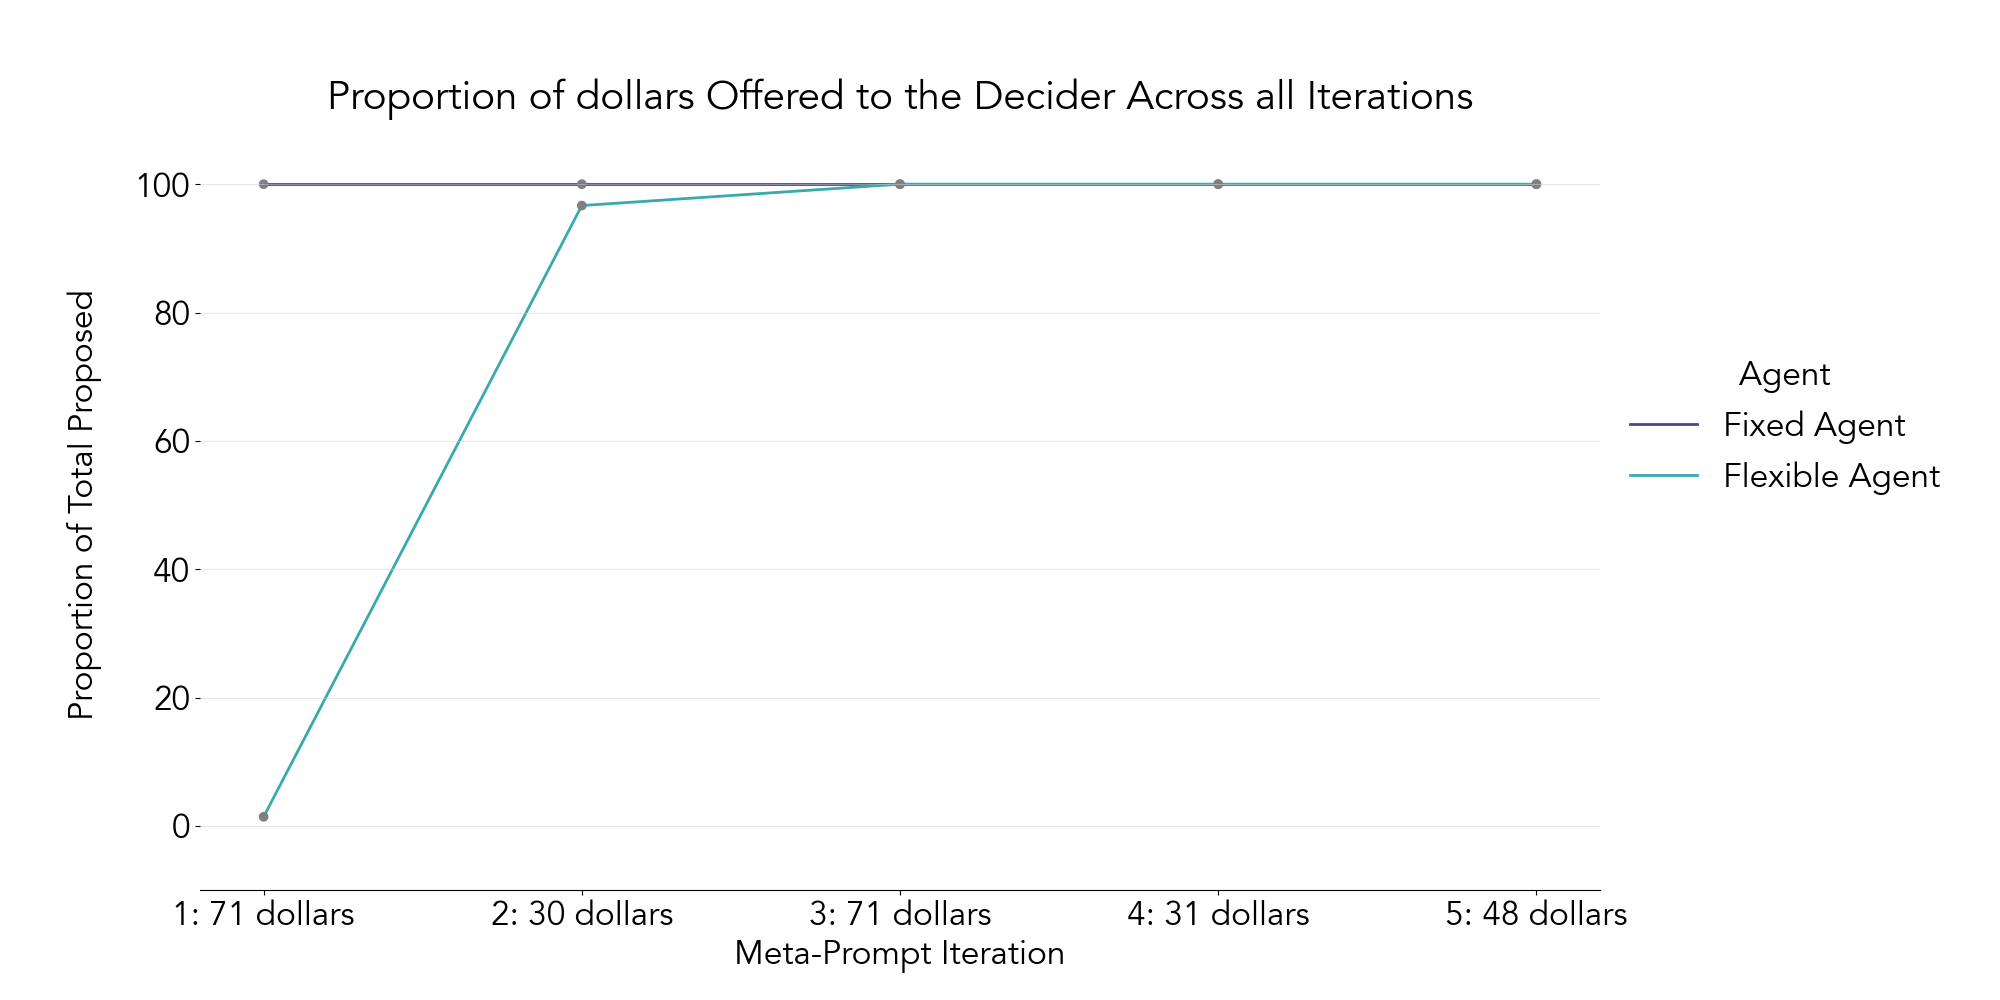 Proportion of dollars Offered to the Decider Across all Iterations
100
80
60
40
20
0
Proportion of Total Proposed
1: 71 dollars
2: 30 dollars
3: 71 dollars
4: 31 dollars
5: 48 dollars
Meta-Prompt Iteration
Agent
Fixed Agent
Flexible Agent